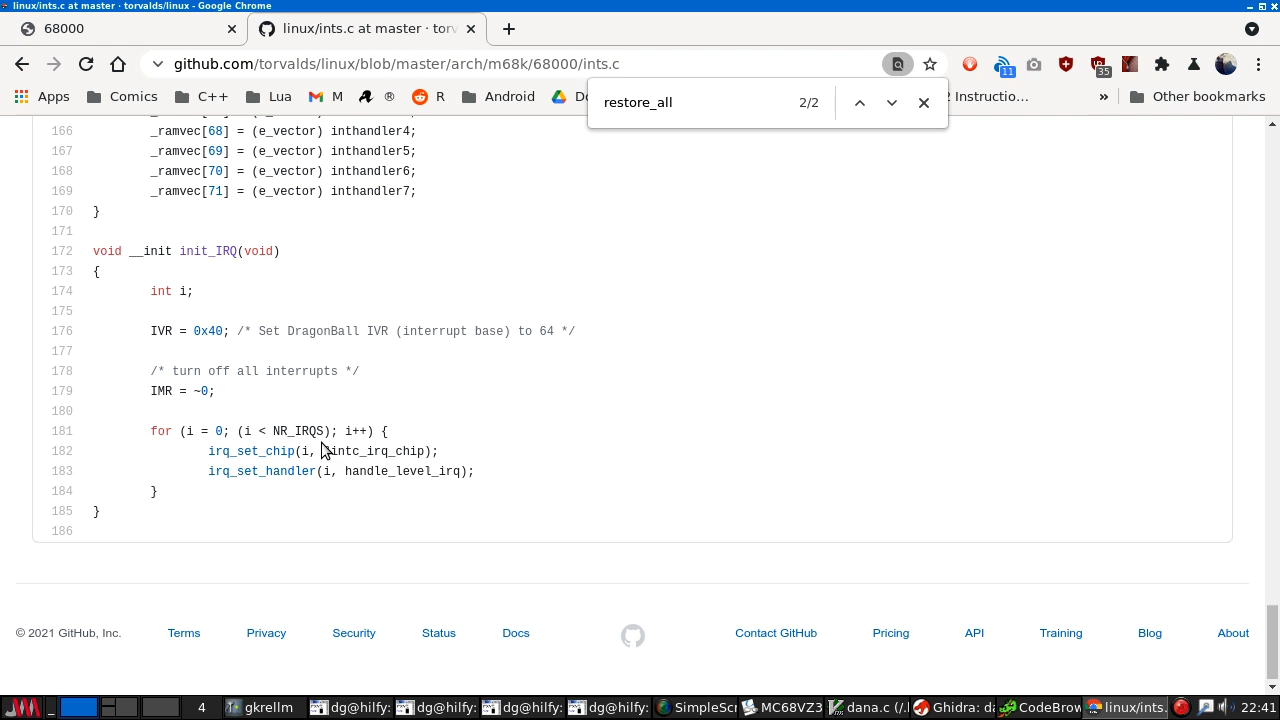 linux/ints.c at master · torvalds/linux - Google Chrome
68000
linux/ints.c at master · torv
github.com/torvalds/linux/blob/master/arch/m68k/68000/ints.c
11
35
restore_all
2/2
Apps
Comics
C++
Lua
M
®
R
Android
2 Instructio…
»
Other bookmarks
166 _ramvec[68] = (e_vector) inthandler4;
167 _ramvec[69] = (e_vector) inthandler5;
168 _ramvec[70] = (e_vector) inthandler6;
169 _ramvec[71] = (e_vector) inthandler7;
170 }
171
172 void __init init_IRQ(void)
173 {
174 int i;
175
176 IVR = 0x40; /* Set DragonBall IVR (interrupt base) to 64 */
177
178 /* turn off all interrupts */
179 IMR = ~0;
180
181 for (i = 0; (i < NR_IRQS); i++) {
182 irq_set_chip(i, &intc_irq_chip);
183 irq_set_handler(i, handle_level_irq);
184 }
185 }
186
© 2021 GitHub, Inc.
Terms
Privacy
Security
Status
Docs
Contact GitHub
Pricing
API
Training
Blog
About
4
gkrellm
dg@hilfy:
dg@hilfy:
dg@hilfy:
dg@hilfy:
SimpleScr
MC68VZ3
dana.c (/.
Ghidra: da
CodeBrow
linux/ints.
22:41